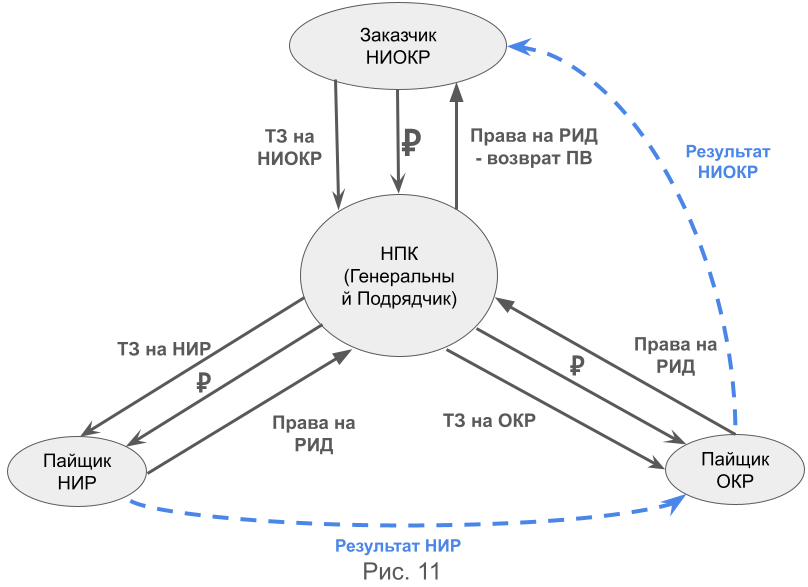 Заказчик
НИОКР
ТЗ на
НИОКР
₽
Права на РИД
- возврат ПВ
Результат
НИОКР
НПК
(Генеральны
й Подрядчик)
ТЗ на НИР
₽
Права на
РИД
₽
Права на
РИД
ТЗ на ОКР
Пайщик
НИР
Пайщик
ОКР
Результат НИР
Рис. 11